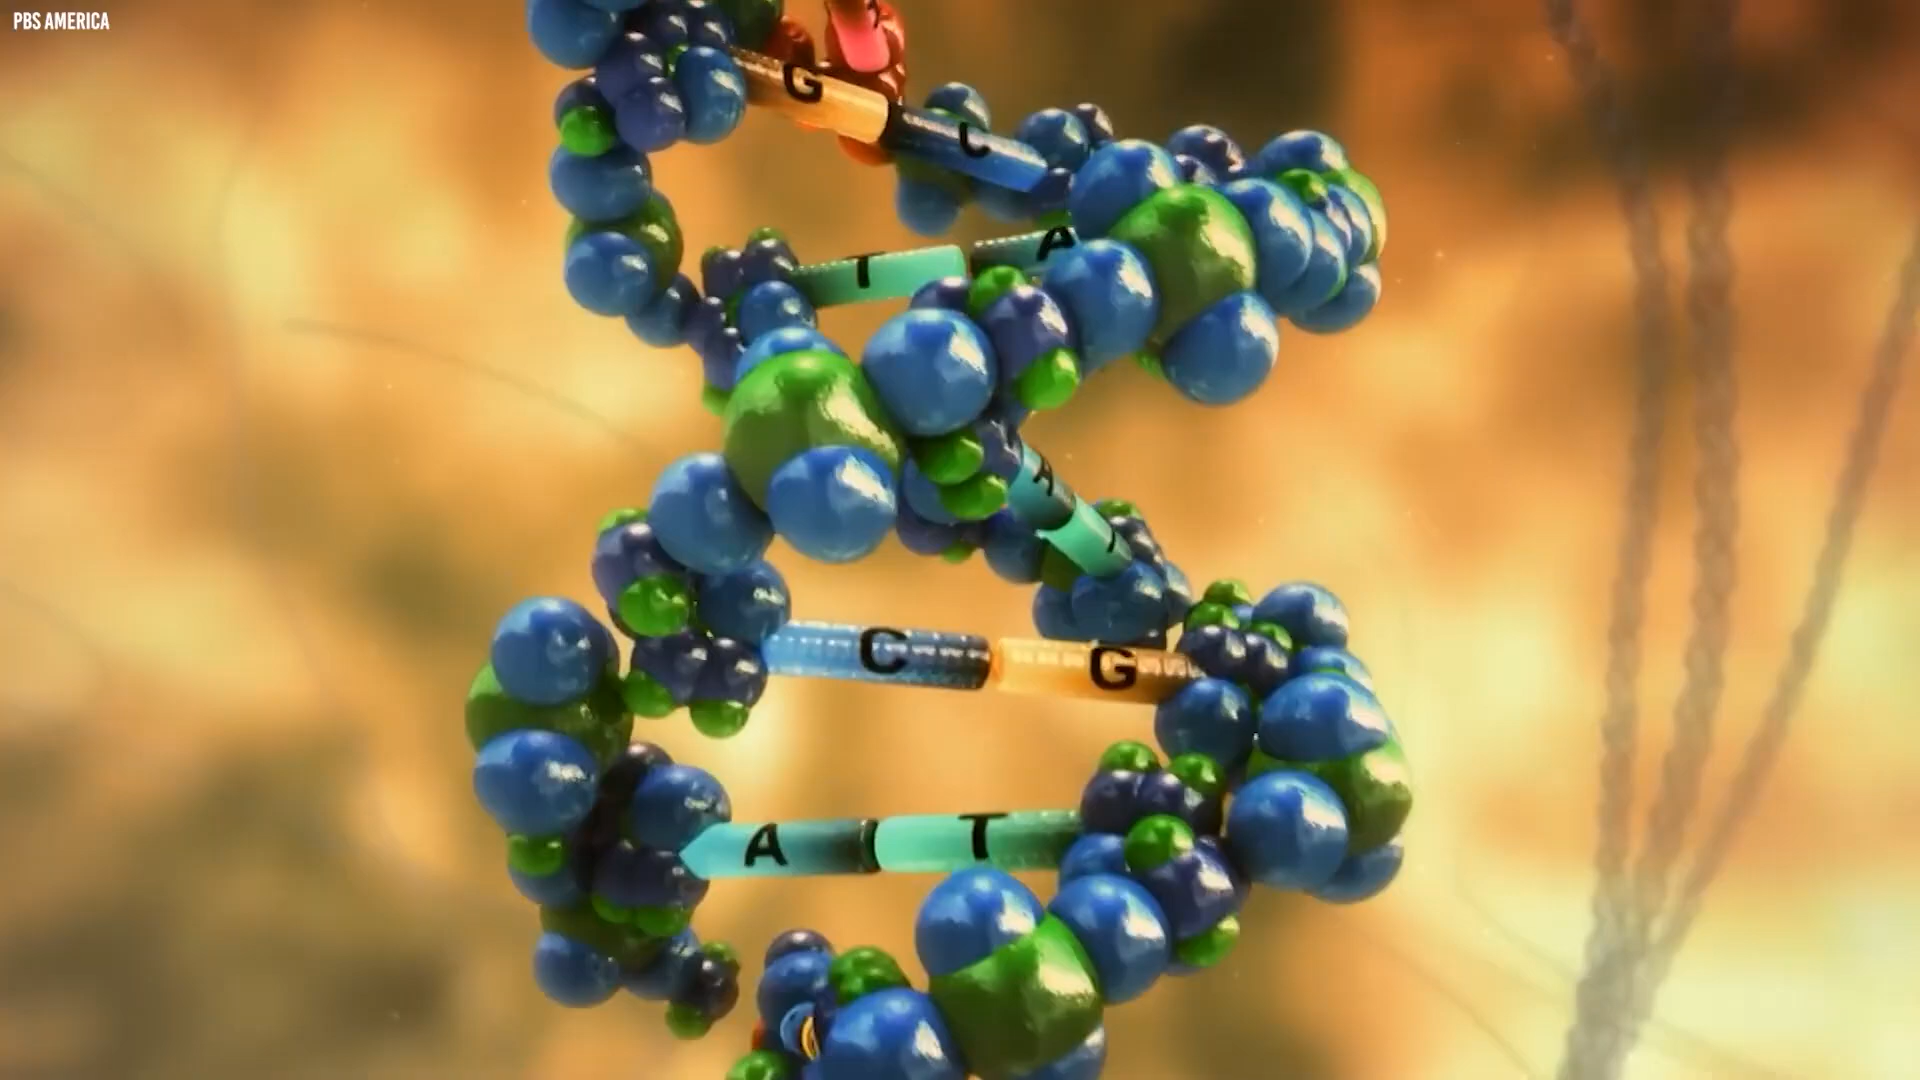 PBS AMERICA
G C
T A
A T
C G
A T